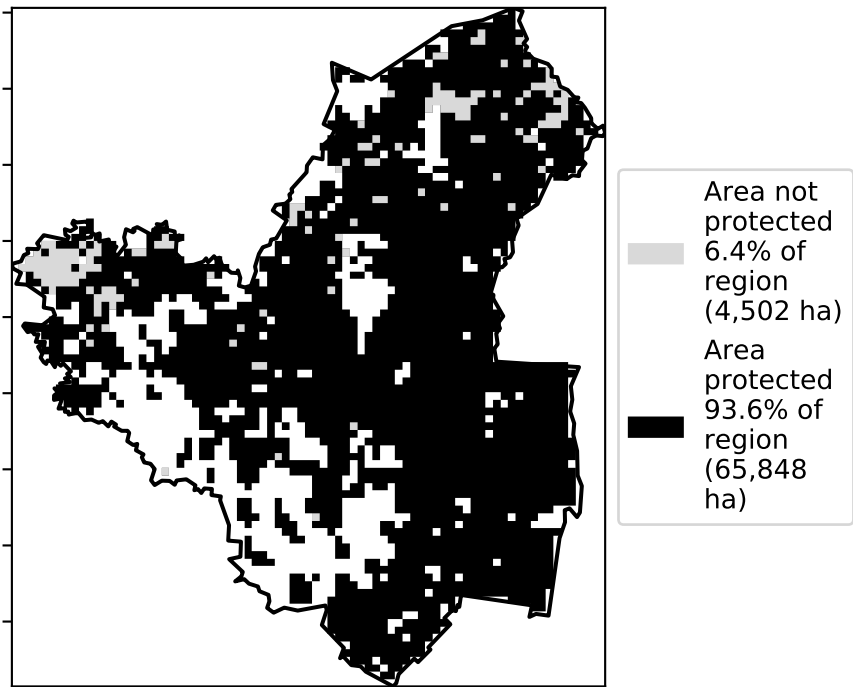 Area not
protected
6.4% of
region
(4,502 ha)
Area
protected
93.6% of
region
(65,848
ha)